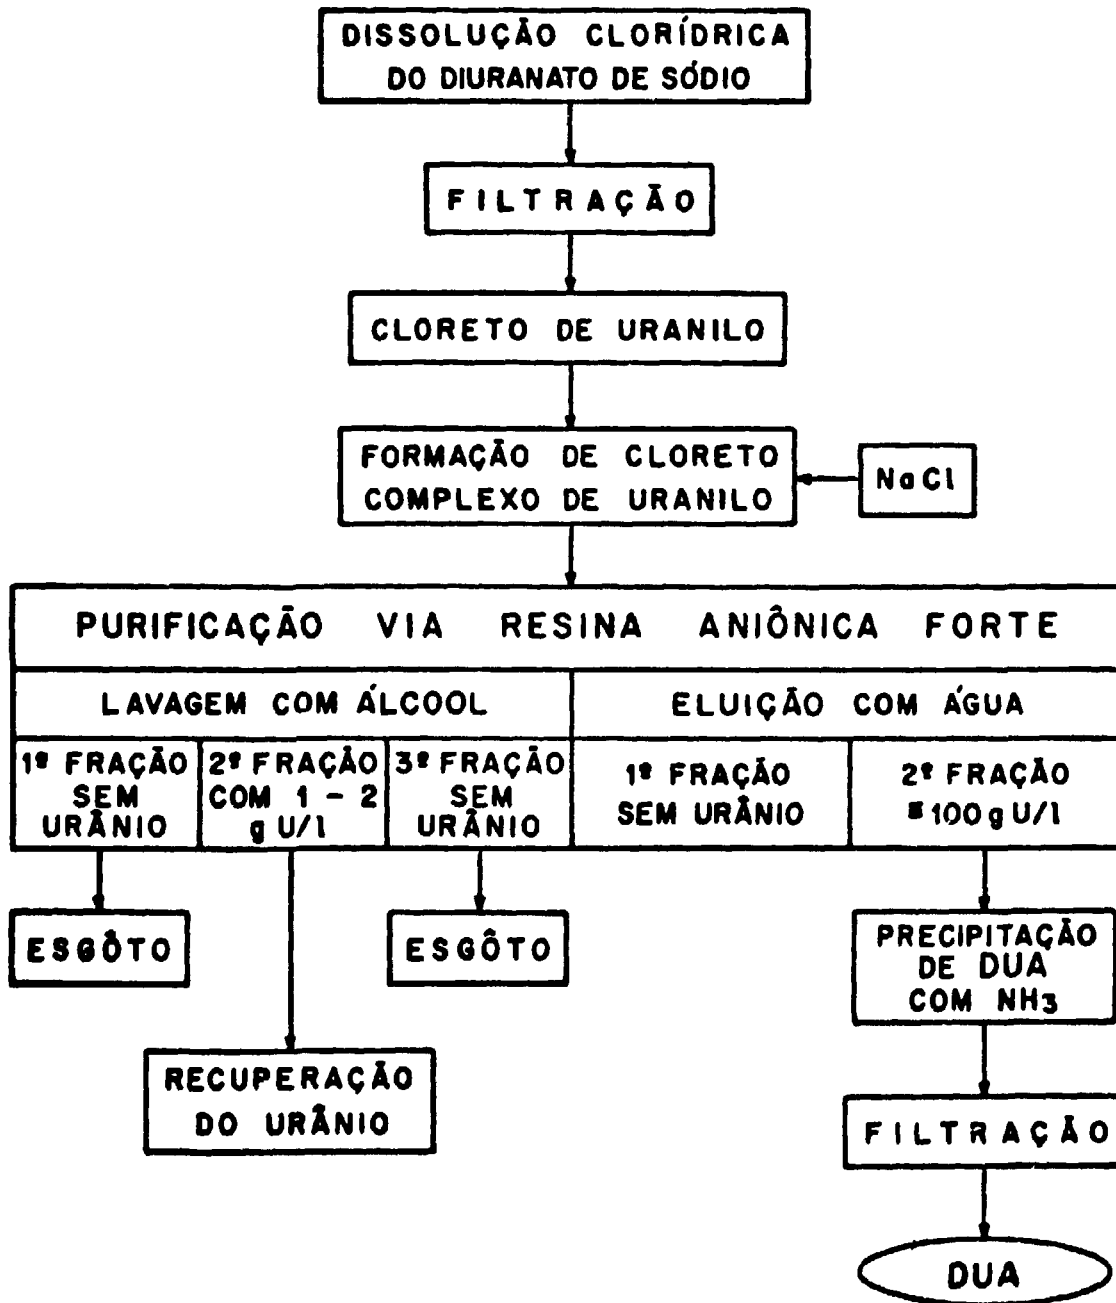 DISSOLUÇÃO CLORÍDRICA
DO DIURANATO DE SÓDIO
FILTRAÇÃO
CLORETO DE URANILO
FORMAÇÃO DE CLORETO
COMPLEXO DE URANILO
NaCl
PURIFICAÇÃO VIA RESINA ANIÔNICA FORTE
LAVAGEM COM ÁLCOOL
ELUIÇÃO COM ÁGUA
1ª FRAÇÃO
SEM
URÂNIO
2ª FRAÇÃO
COM 1 - 2
g U/l
3ª FRAÇÃO
SEM
URÂNIO
1ª FRAÇÃO
SEM URÂNIO
2ª FRAÇÃO
≅100 g U/l
ESGÔTO
ESGÔTO
PRECIPITAÇÃO
DE DUA
COM NH3
RECUPERAÇÃO
DO URÂNIO
FILTRAÇÃO
DUA